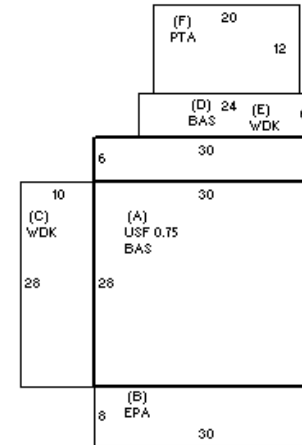 (F) 20
PTA
12
(D) 24 (E)
BAS WDK
30
6
10 30
(C) (A)
WDK USF 0.75
BAS
28 28
(B)
8 EPA
30